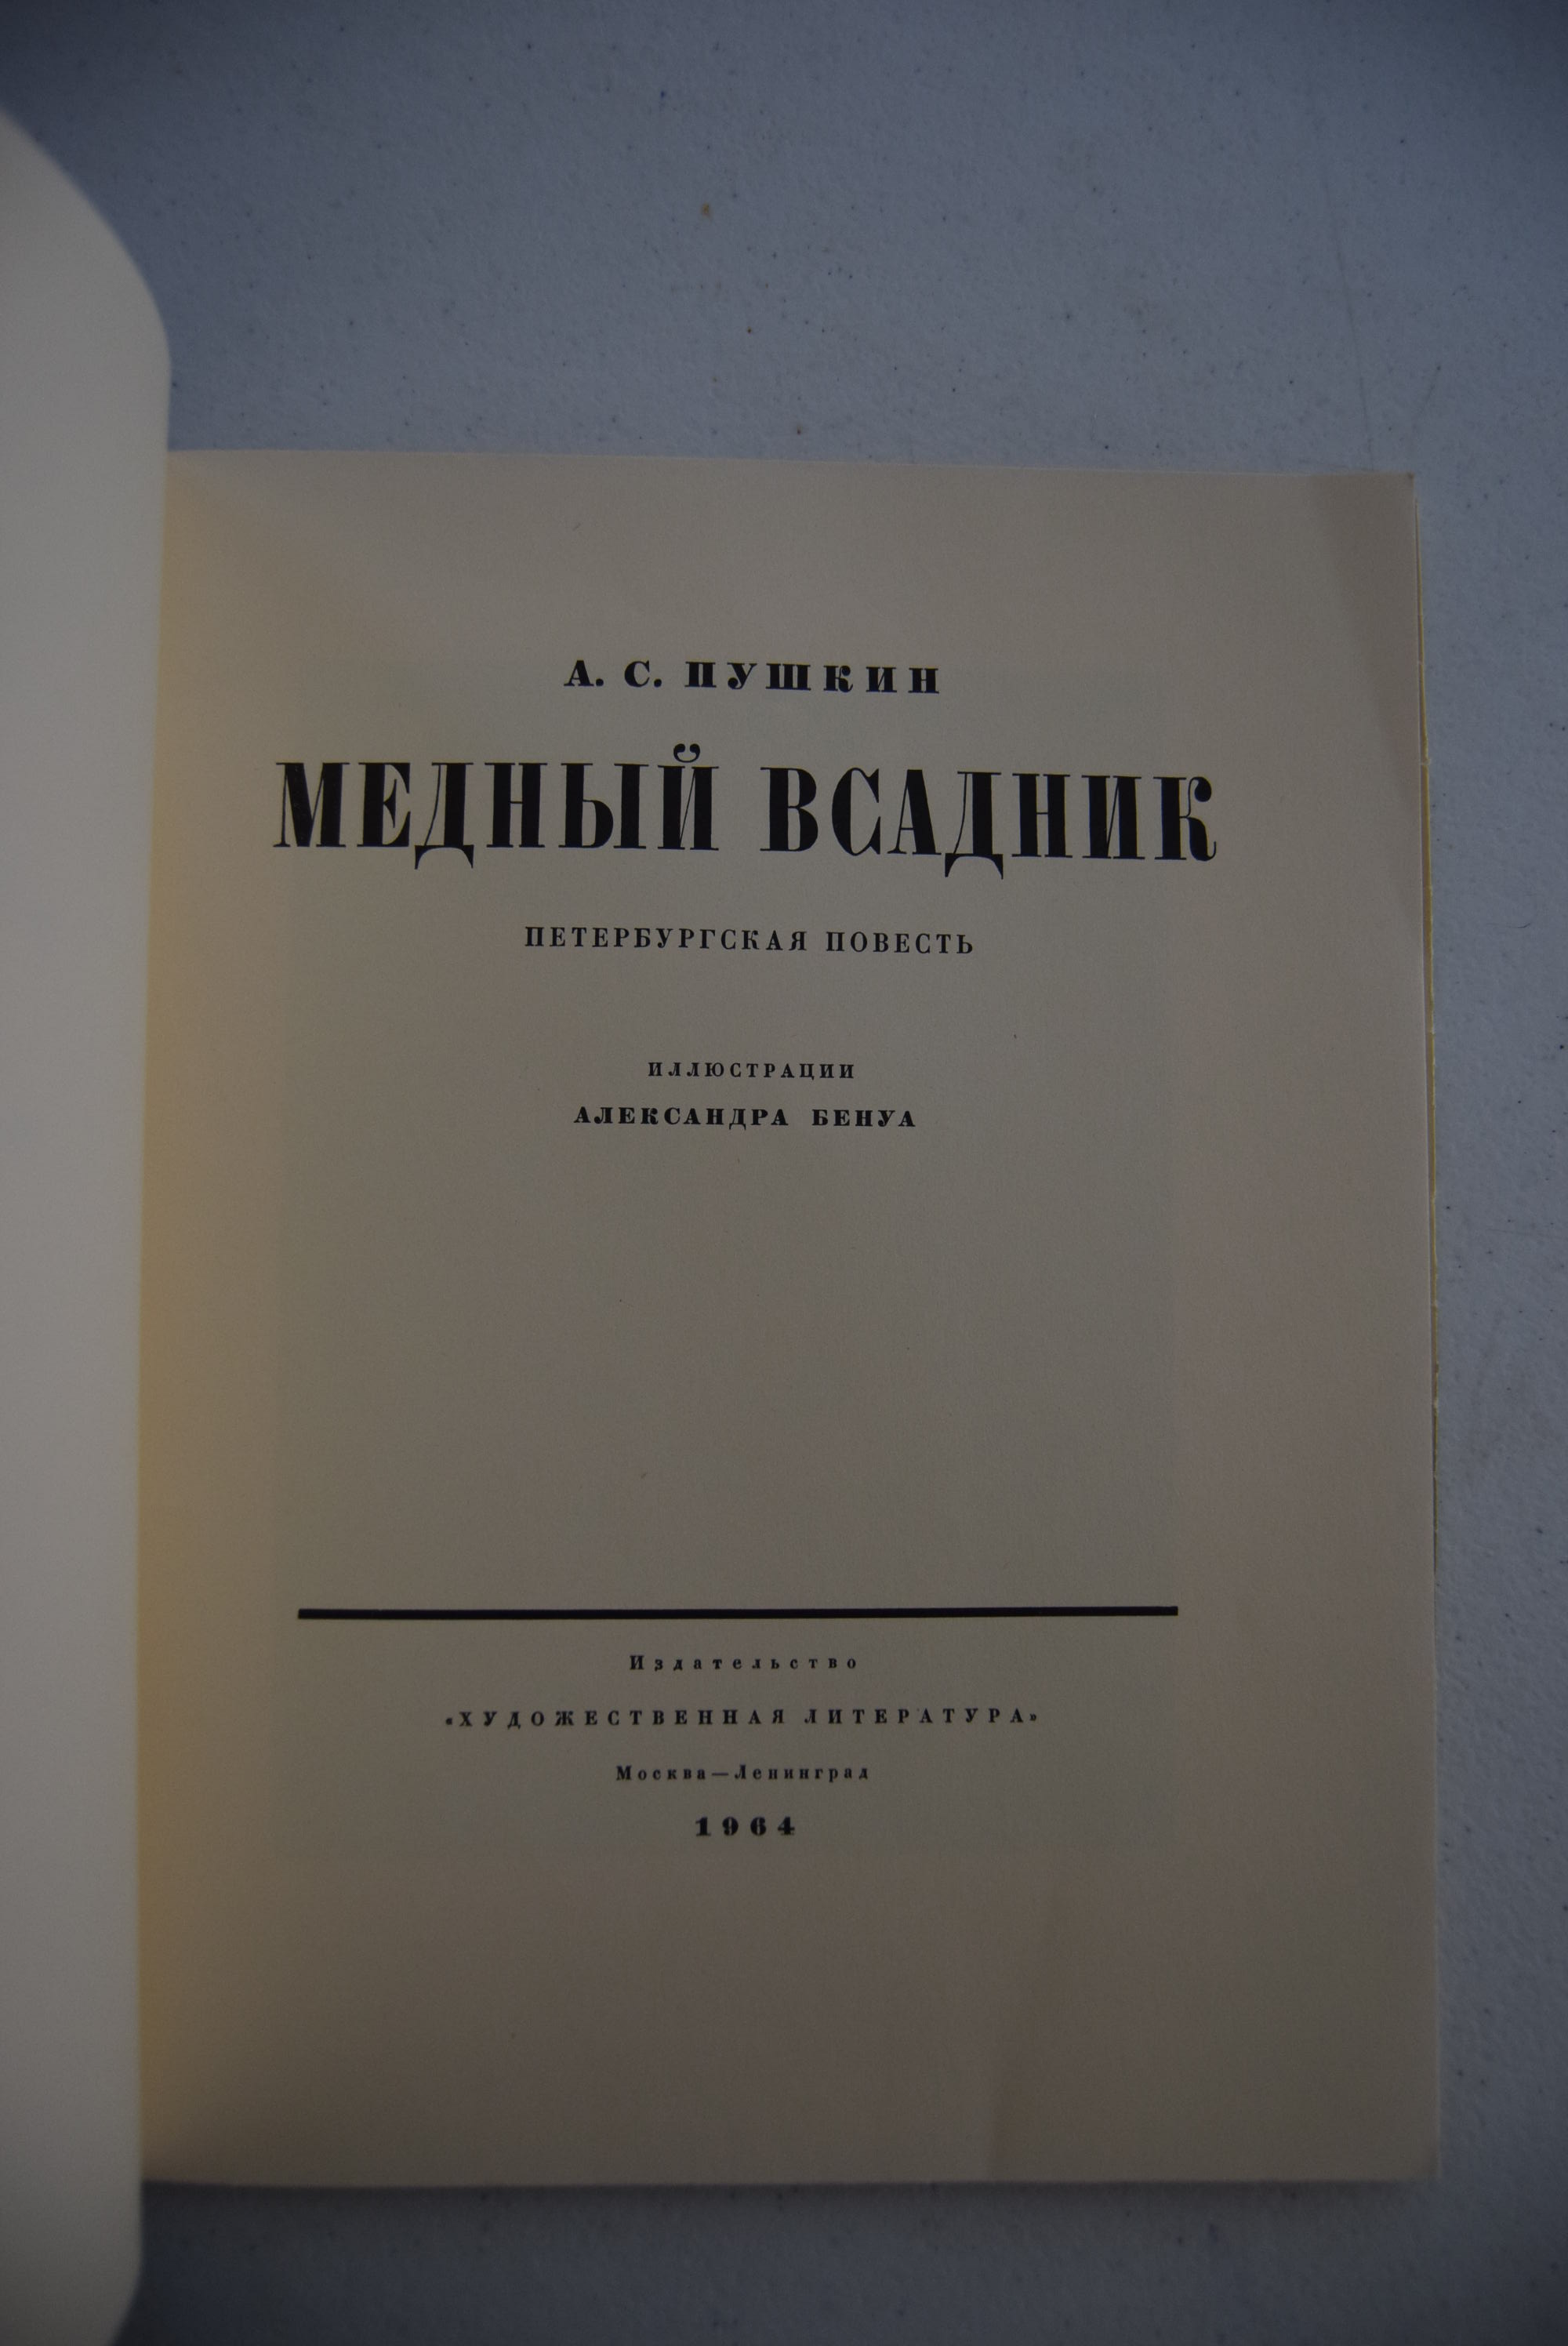 А. С. ПУШКИН
МЕДНЫЙ ВСАДНИК
ПЕТЕРБУРГСКАЯ ПОВЕСТЬ
ИЛЛЮСТРАЦИИ
АЛЕКСАНДРА БЕНУА
Издательство
«ХУДОЖЕСТВЕННАЯ ЛИТЕРАТУРА»
Москва—Ленинград
1964